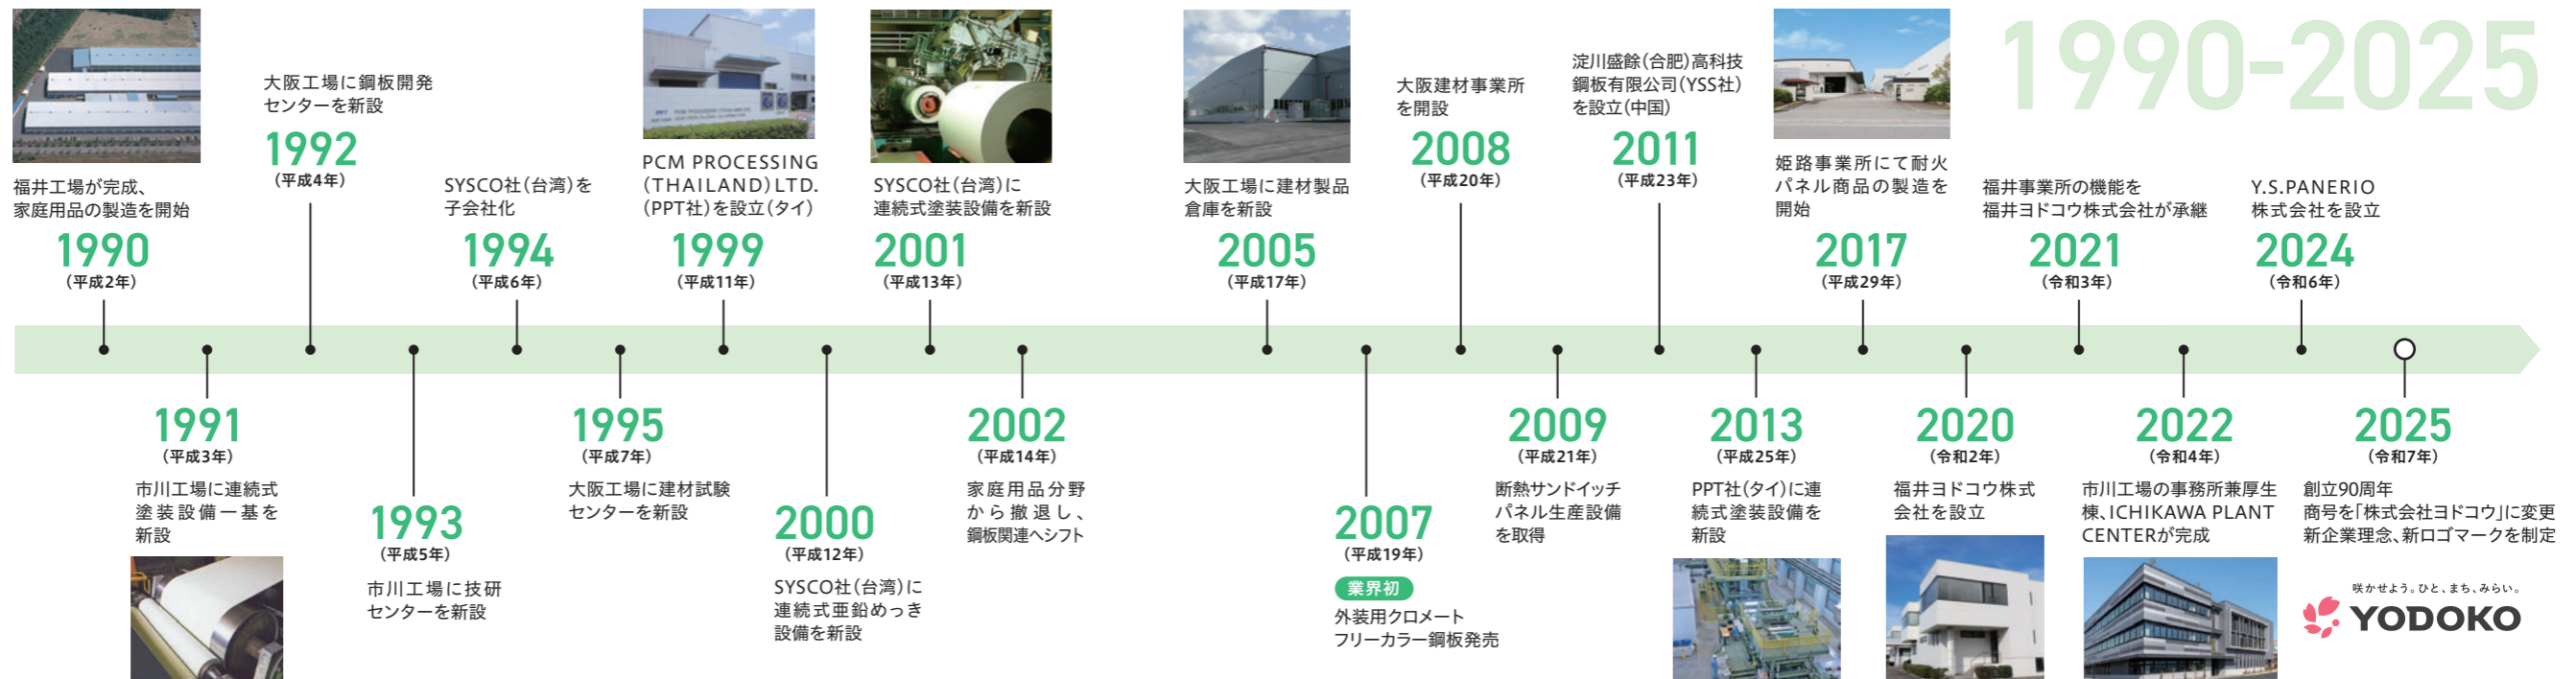 1990-2025
福井工場が完成、
家庭用品の製造を開始
1990
（平成2年）
1991
（平成3年）
市川工場に連続式
塗装設備一基を
新設
大阪工場に鋼板開発
センターを新設
1992
（平成4年）
1993
（平成5年）
市川工場に技研
センターを新設
SYSCO社（台湾）を
子会社化
1994
（平成6年）
1995
（平成7年）
大阪工場に建材試験
センターを新設
PCM PROCESSING
（THAILAND）LTD.
（PPT社）を設立（タイ）
1999
（平成11年）
2000
（平成12年）
SYSCO社（台湾）に
連続式亜鉛めっき
設備を新設
SYSCO社（台湾）に
連続式塗装設備を新設
2001
（平成13年）
2002
（平成14年）
家庭用品分野
から撤退し、
鋼板関連へシフト
大阪工場に建材製品
倉庫を新設
2005
（平成17年）
2007
（平成19年）
業界初
外装用クロメート
フリーカラー鋼板発売
大阪建材事業所
を開設
2008
（平成20年）
2009
（平成21年）
断熱サンドイッチ
パネル生産設備
を取得
淀川盛餘（合肥）高科技
鋼板有限公司（YSS社）
を設立（中国）
2011
（平成23年）
2013
（平成25年）
PPT社（タイ）に連
続式塗装設備を
新設
姫路事業所にて耐火
パネル商品の製造を
開始
2017
（平成29年）
2020
（令和2年）
福井ヨドコウ株式
会社を設立
福井事業所の機能を
福井ヨドコウ株式会社が承継
2021
（令和3年）
2022
（令和4年）
市川工場の事務所兼厚生
棟、ICHIKAWA PLANT
CENTERが完成
Y.S.PANERIO
株式会社を設立
2024
（令和6年）
2025
（令和7年）
創立90周年
商号を「株式会社ヨドコウ」に変更
新企業理念、新ロゴマークを制定
咲かせよう。ひと、まち、みらい。
YODOKO